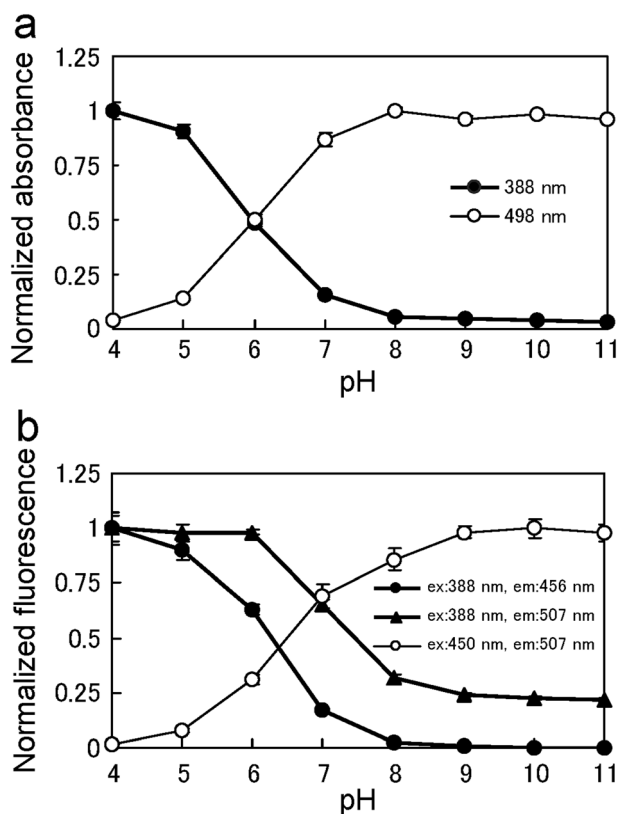 a
Normalized absorbance
1.25
1
0.75
0.5
0.25
0
388 nm
498 nm
4 5 6 7 8 9 10 11
pH
b
Normalized fluorescence
1.25
1
0.75
0.5
0.25
0
ex:388 nm, em:456 nm
ex:388 nm, em:507 nm
ex:450 nm, em:507 nm
4 5 6 7 8 9 10 11
pH